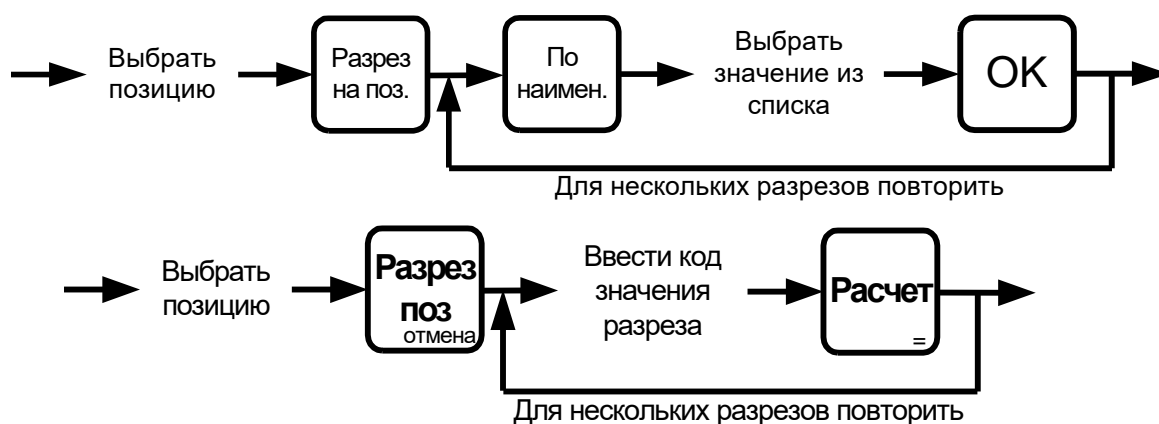 Выбрать
позицию
Разрез
на поз.
По
наимен.
Выбрать
значение из
списка
OK
Для нескольких разрезов повторить
Выбрать
позицию
Разрез
поз
отмена
Ввести код
значения
разреза
Расчет
=
Для нескольких разрезов повторить